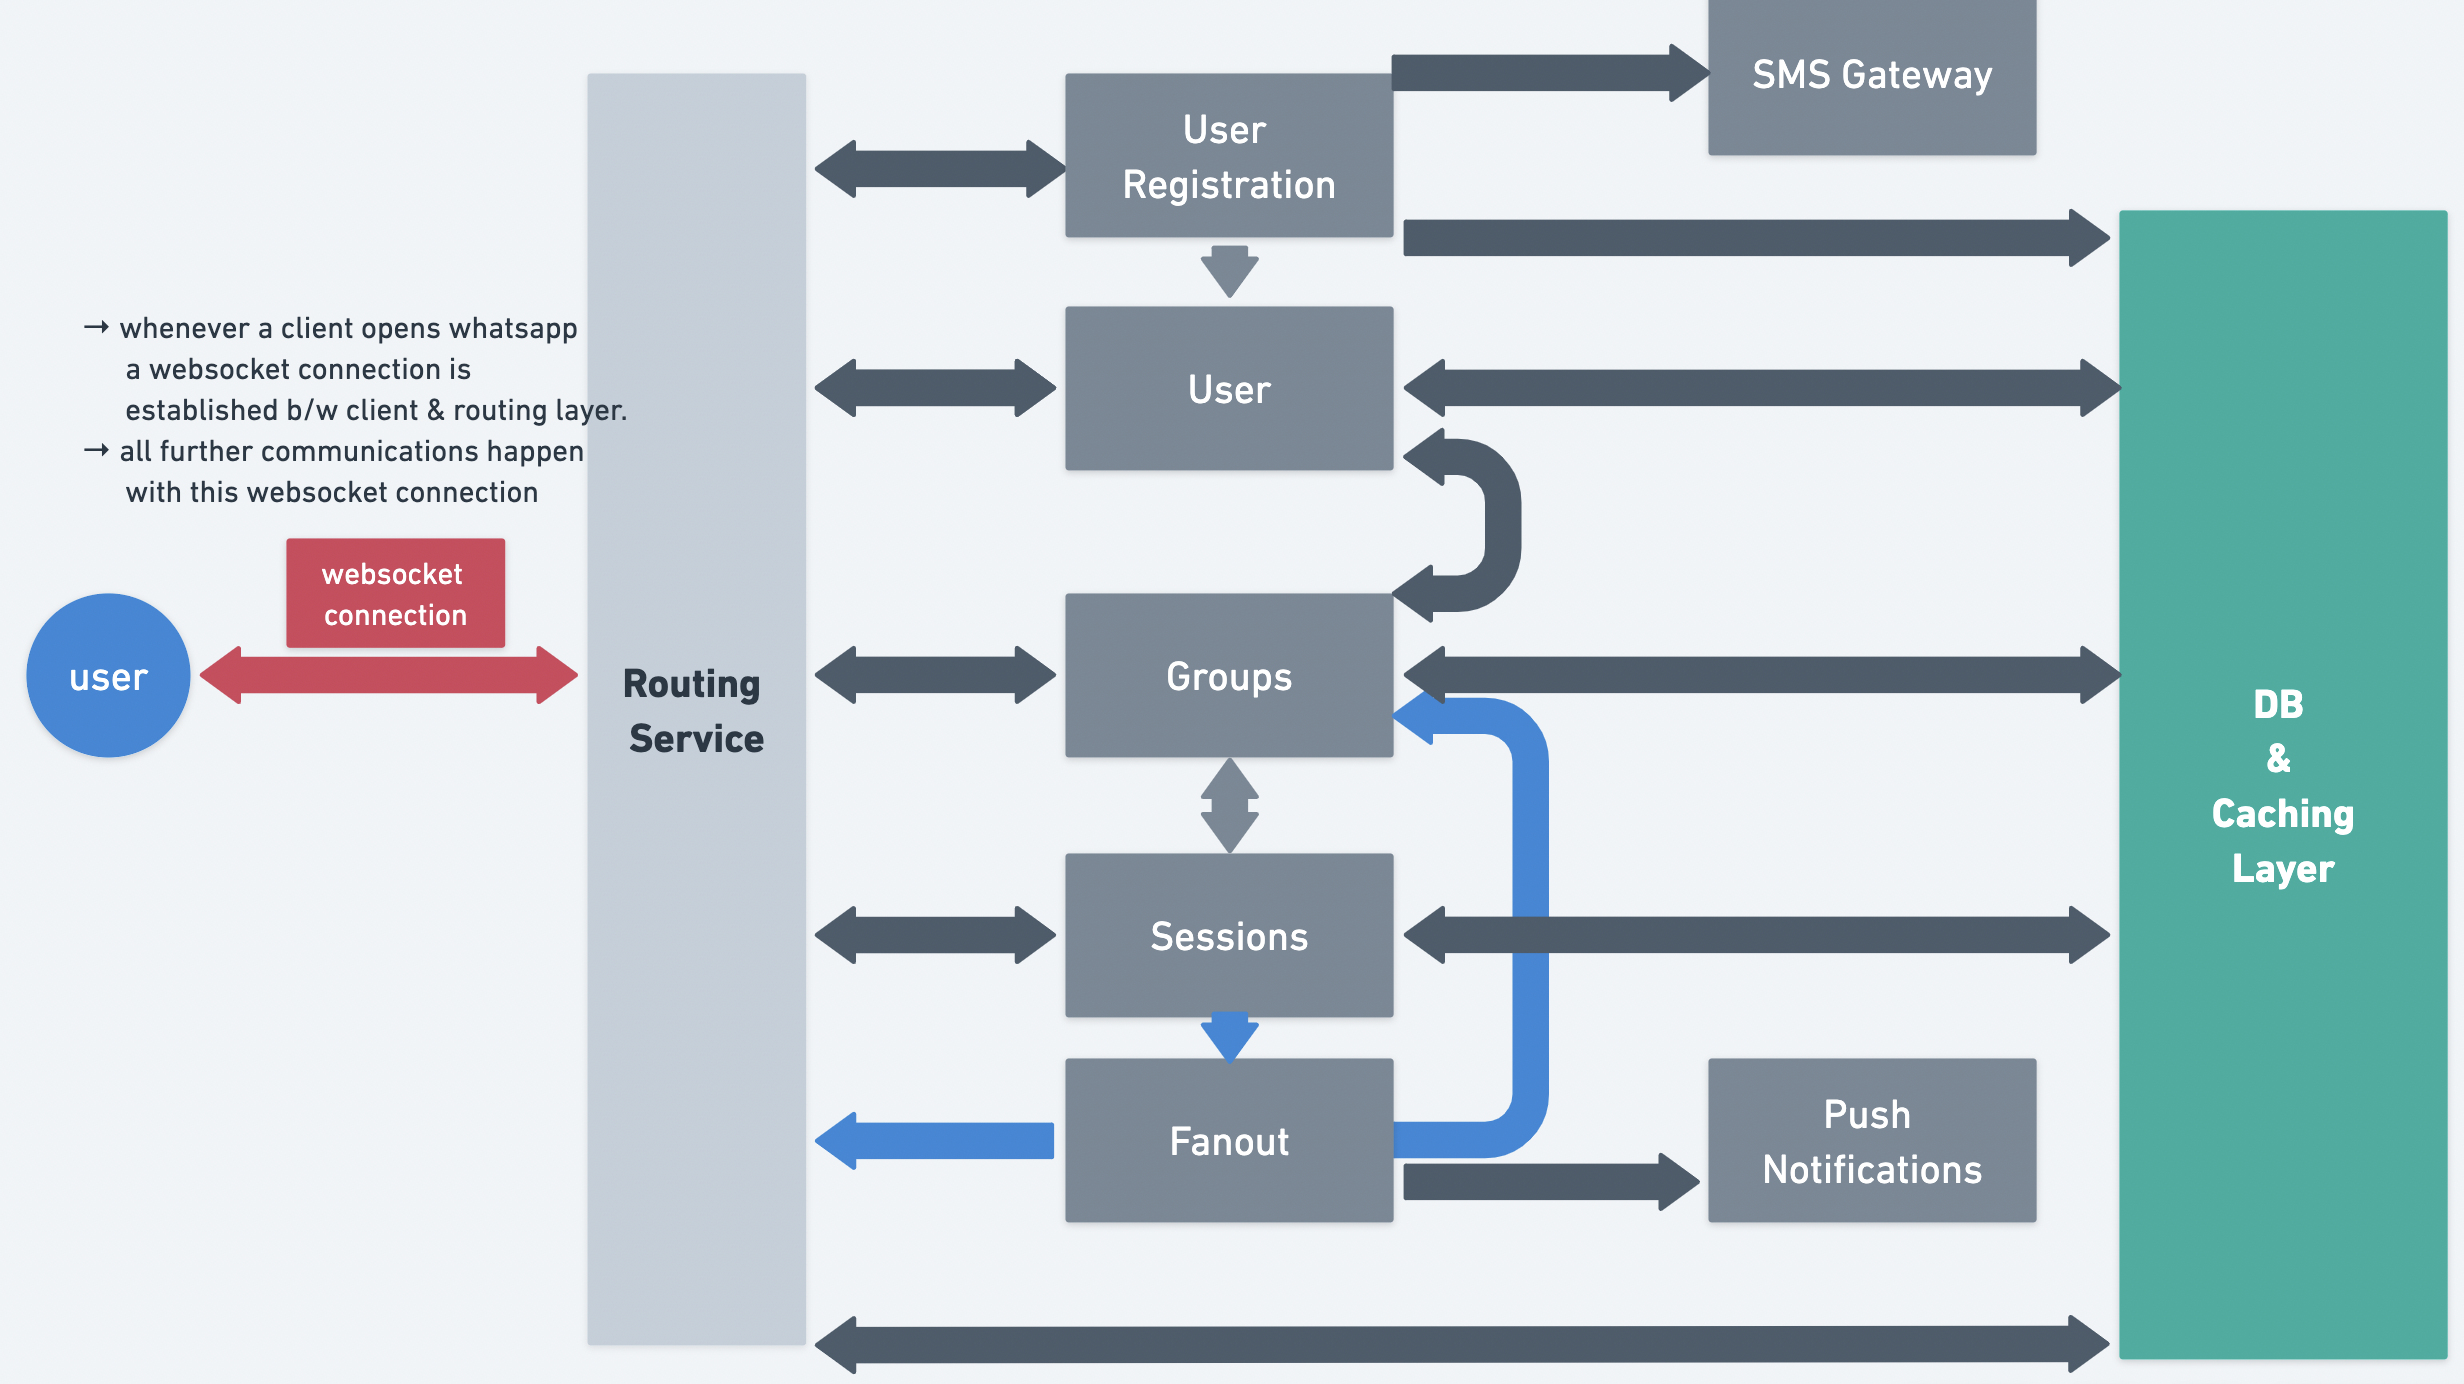 SMS Gateway
User
Registration
→ whenever a client opens whatsapp
a websocket connection is
established b/w client & routing layer.
→ all further communications happen
with this websocket connection
User
websocket
connection
user
Routing
Service
Groups
DB
&
Caching
Layer
Sessions
Fanout
Push
Notifications